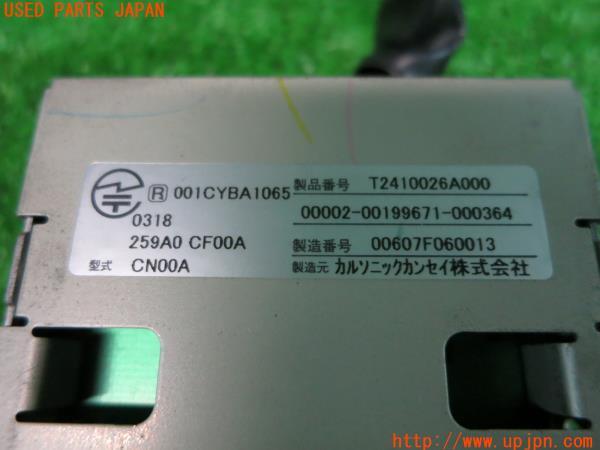 USED PARTS JAPAN
R 001CYBA1065
0318
259A0 CF00A
型式 CN00A
製品番号 T2410026A000
00002-00199671-000364
製造番号 00607F060013
製造元 カルソニックカンセイ株式会社
http://www.upjpn.com/